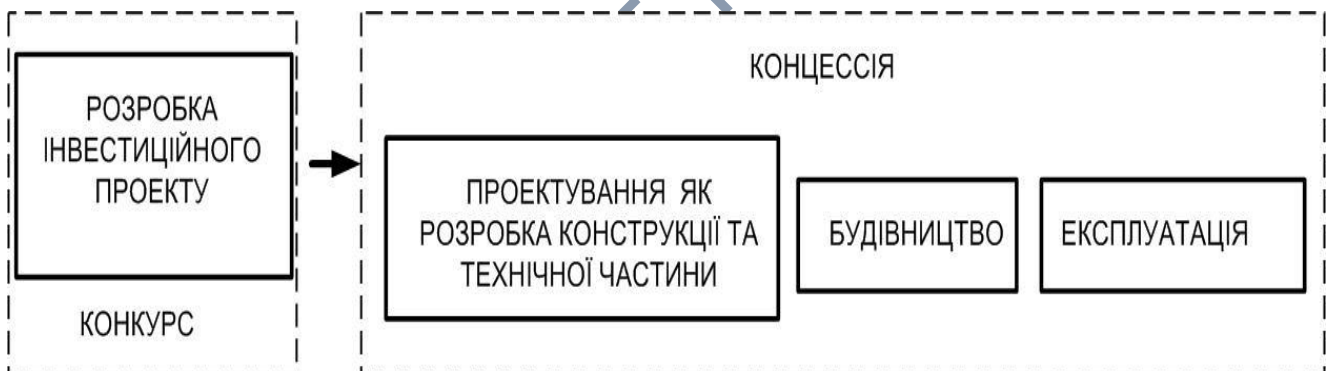 РОЗРОБКА
ІНВЕСТИЦІЙНОГО
ПРОЕКТУ
КОНКУРС
КОНЦЕССІЯ
ПРОЕКТУВАННЯ ЯК
РОЗРОБКА КОНСТРУКЦІЇ ТА
ТЕХНІЧНОЇ ЧАСТИНИ
БУДІВНИЦТВО
ЕКСПЛУАТАЦІЯ